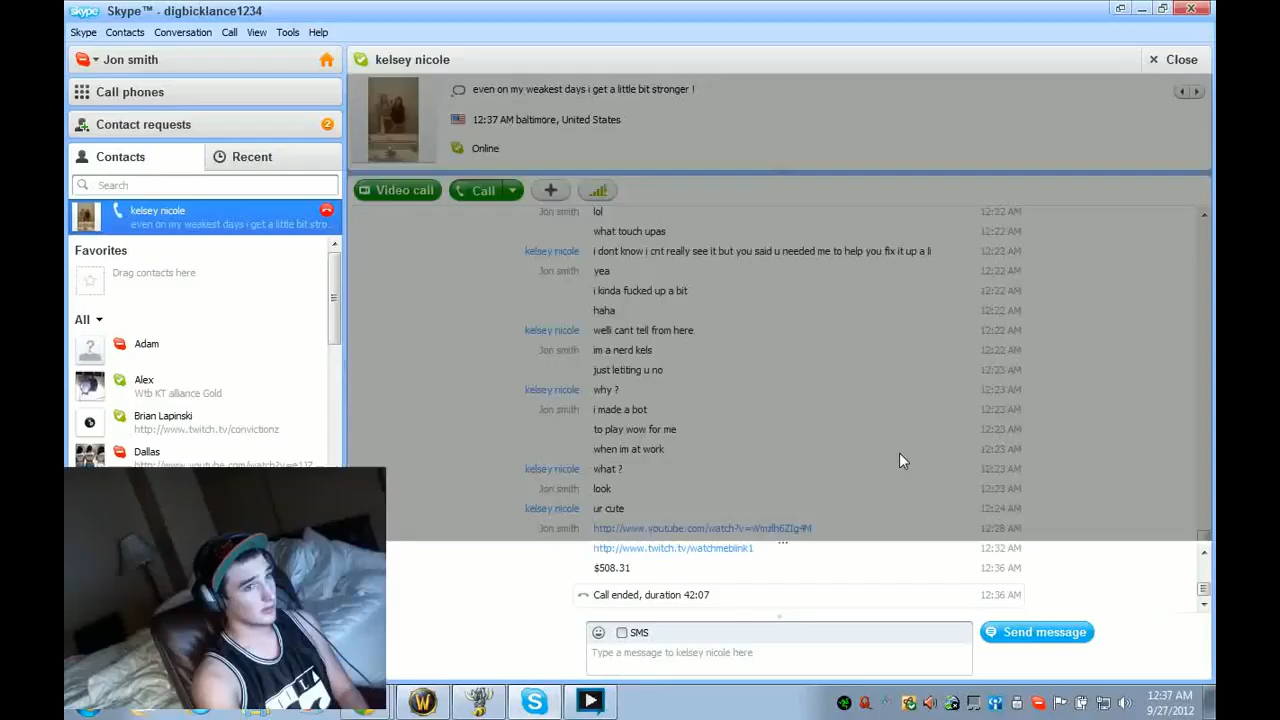 Skype™ - digbicklance1234
Skype Contacts Conversation Call View Tools Help
Jon smith
Call phones
Contact requests 2
Contacts Recent
Search
kelsey nicole
even on my weakest days i get a little bit stro...
Favorites
Drag contacts here
All
Adam
Alex
Wtb KT alliance Gold
Brian Lapinski
http://www.twitch.tv/convictionz
Dallas
kelsey nicole
Close
even on my weakest days i get a little bit stronger !
12:37 AM baltimore, United States
Online
Video call Call
Jon smith lol 12:22 AM
what touch upas 12:22 AM
kelsey nicole i dont know i cnt really see it but you said u needed me to help you fix it up a li 12:22 AM
Jon smith yea 12:22 AM
i kinda fucked up a bit 12:22 AM
haha 12:22 AM
kelsey nicole welli cant tell from here 12:22 AM
Jon smith im a nerd kels 12:22 AM
just letiting u no 12:23 AM
kelsey nicole why ? 12:23 AM
Jon smith i made a bot 12:23 AM
to play wow for me 12:23 AM
when im at work 12:23 AM
kelsey nicole what ? 12:23 AM
Jon smith look 12:23 AM
kelsey nicole ur cute 12:24 AM
Jon smith 12:28 AM
http://www.twitch.tv/watchmeblink1 12:32 AM
$508.31 12:36 AM
Call ended, duration 42:07 12:36 AM
SMS
Type a message to kelsey nicole here
Send message
12:37 AM
9/27/2012